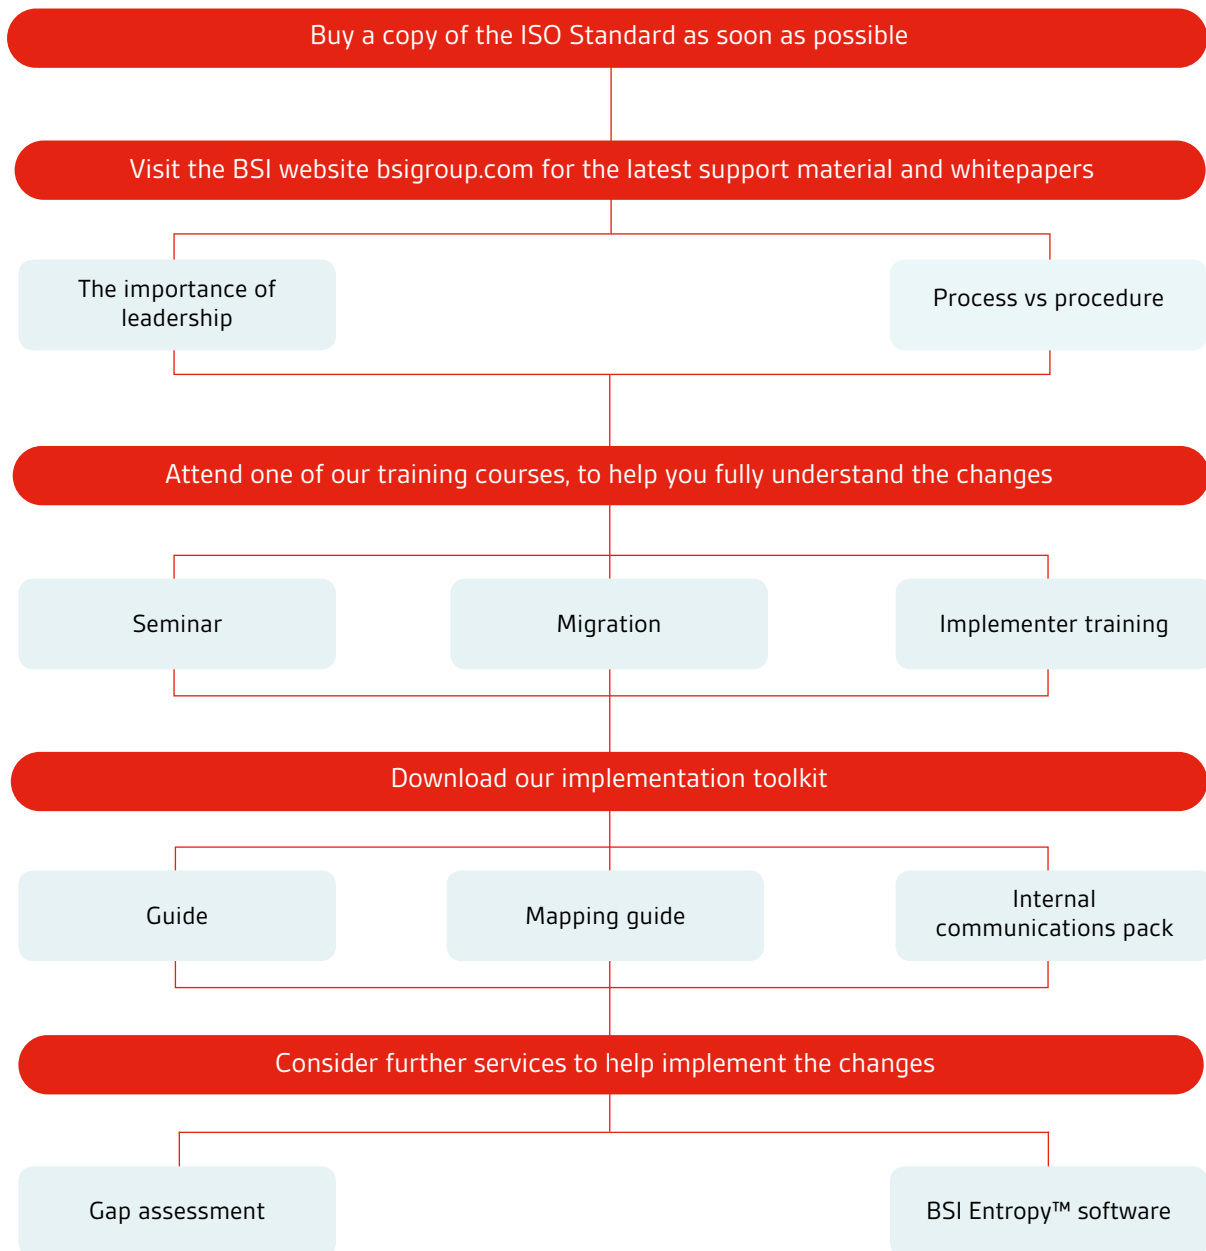 Buy a copy of the ISO Standard as soon as possible
Visit the BSI website bsigroup.com for the latest support material and whitepapers
The importance of
leadership
Process vs procedure
Attend one of our training courses, to help you fully understand the changes
Seminar
Migration
Implementer training
Download our implementation toolkit
Guide
Mapping guide
Internal
communications pack
Consider further services to help implement the changes
Gap assessment
BSI Entropy™ software